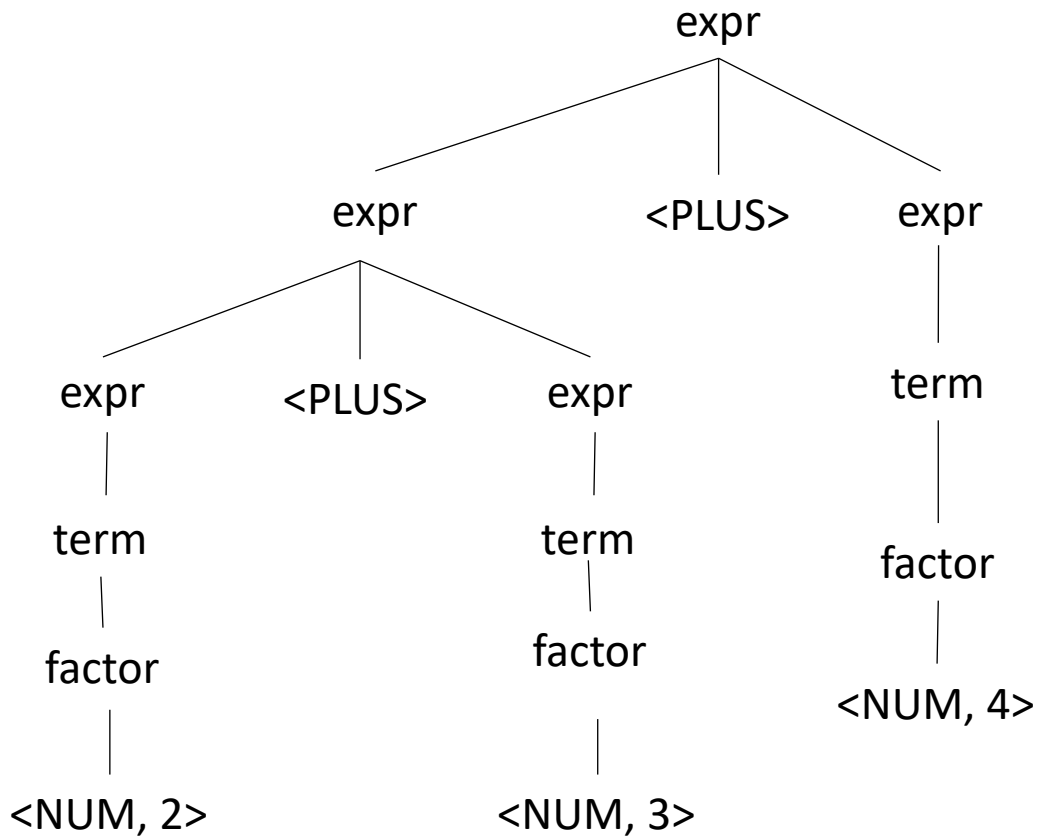 expr
expr <PLUS> expr
expr <PLUS> expr term
term term factor
factor factor <NUM, 4>
<NUM, 2> <NUM, 3>